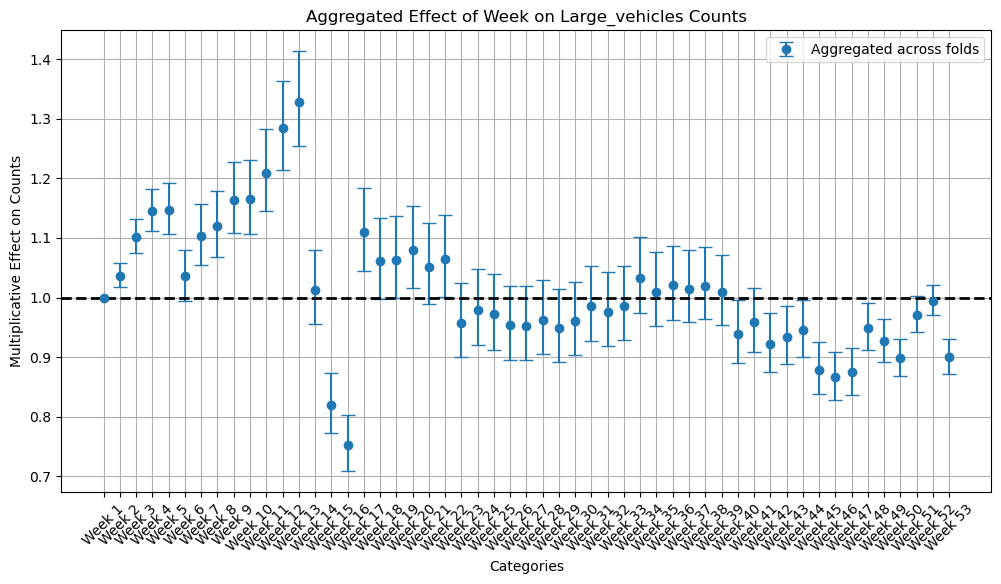 Aggregated Effect of Week on Large_vehicles Counts
Aggregated across folds
Multiplicative Effect on Counts
1.4
1.3
1.2
1.1
1.0
0.9
0.8
0.7
Week 1
Week 2
Week 3
Week 4
Week 5
Week 6
Week 7
Week 8
Week 9
Week 10
Week 11
Week 12
Week 13
Week 14
Week 15
Week 16
Week 17
Week 18
Week 19
Week 20
Week 21
Week 22
Week 23
Week 24
Week 25
Week 26
Week 27
Week 28
Week 29
Week 30
Week 31
Week 32
Week 33
Week 34
Week 35
Week 36
Week 37
Week 38
Week 39
Week 40
Week 41
Week 42
Week 43
Week 44
Week 45
Week 46
Week 47
Week 48
Week 49
Week 50
Week 51
Week 52
Week 53
Categories